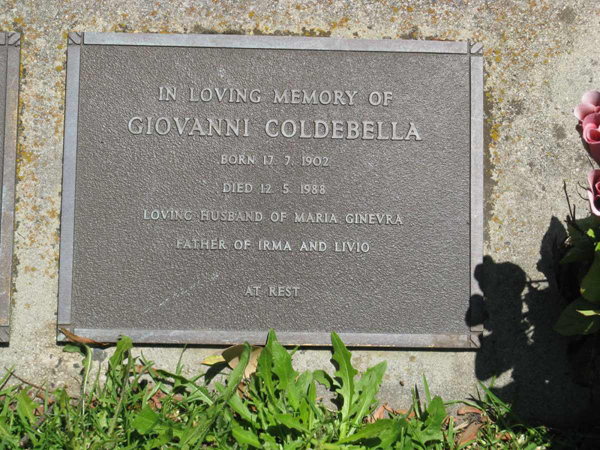 IN LOVING MEMORY OF
GIOVANNI COLDEBELLA
BORN 17 7. 1902
DIED 12 5. 1988
LOVING HUSBAND OF MARIA GINEVRA
FATHER OF IRMA AND LIVIO
AT REST